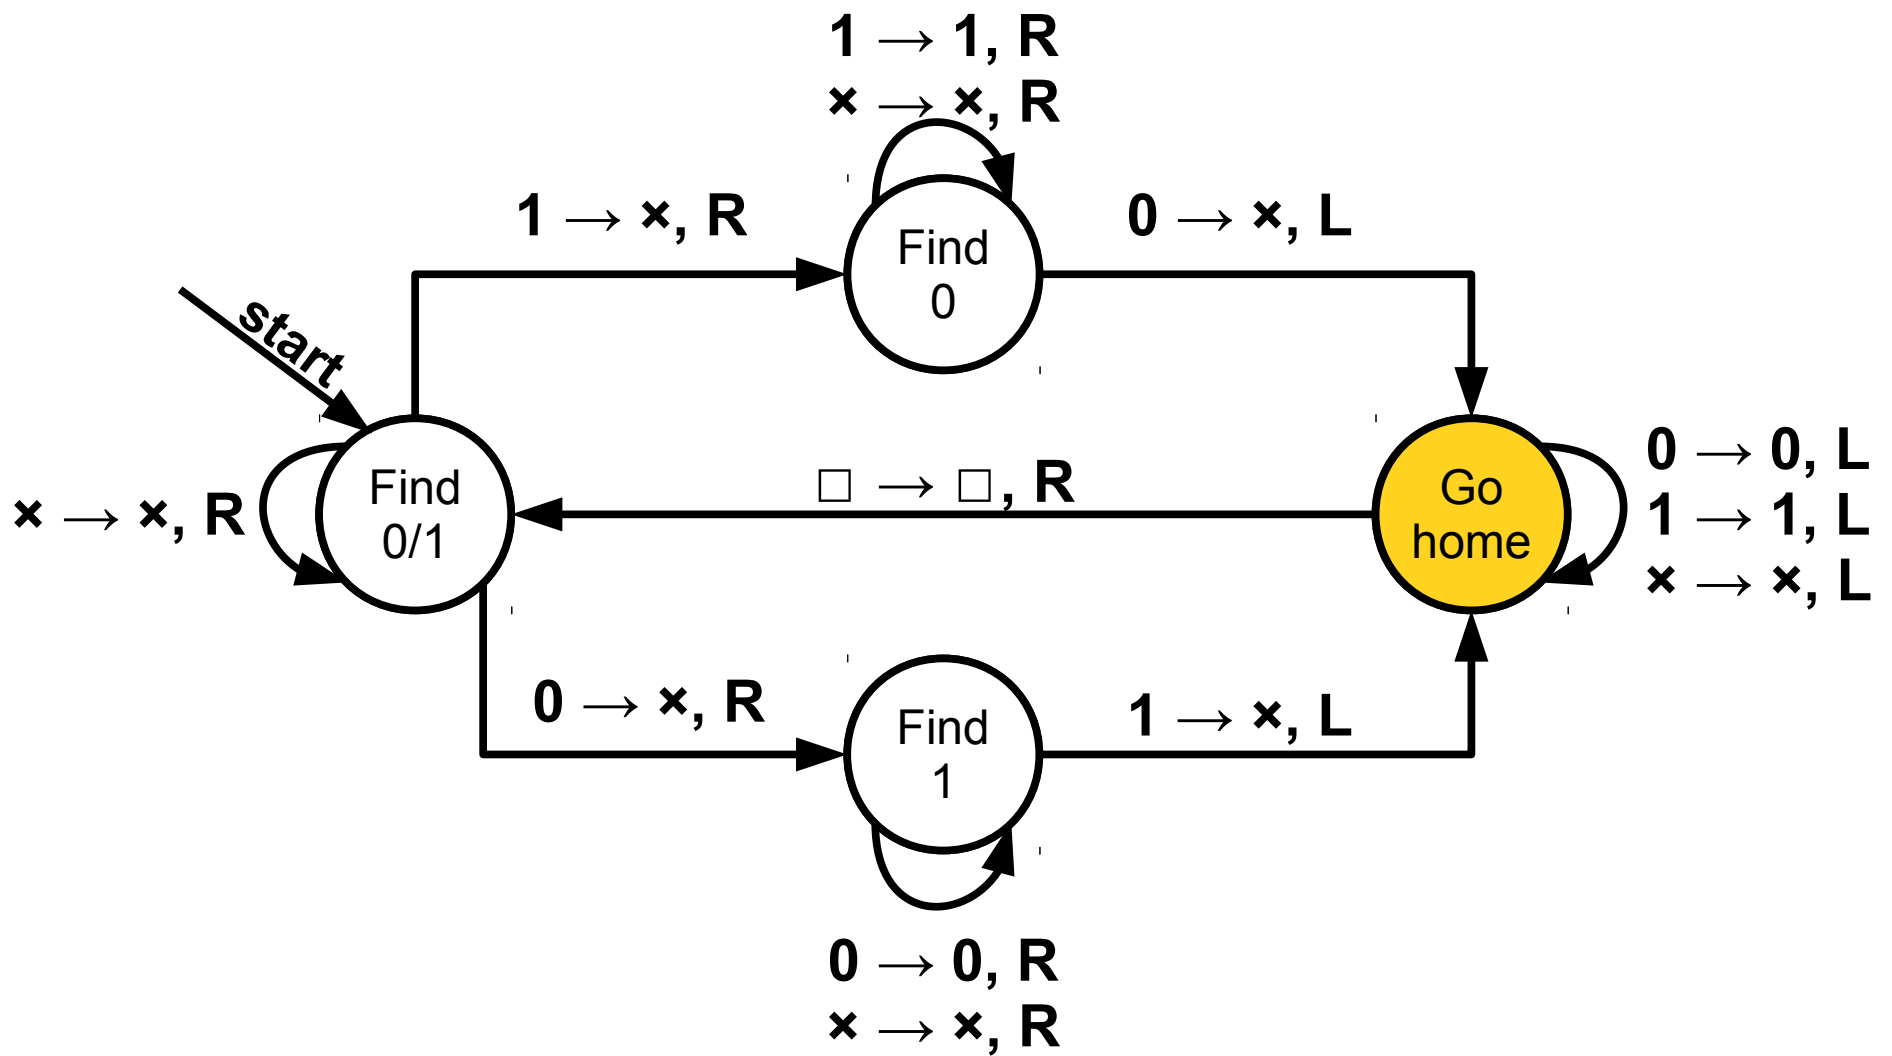 1 → 1, R
× → ×, R
1 → ×, R
0 → ×, L
Find
0
start
Find
0/1
× → ×, R
□ → □, R
Go
home
0 → 0, L
1 → 1, L
× → ×, L
0 → ×, R
1 → ×, L
Find
1
0 → 0, R
× → ×, R